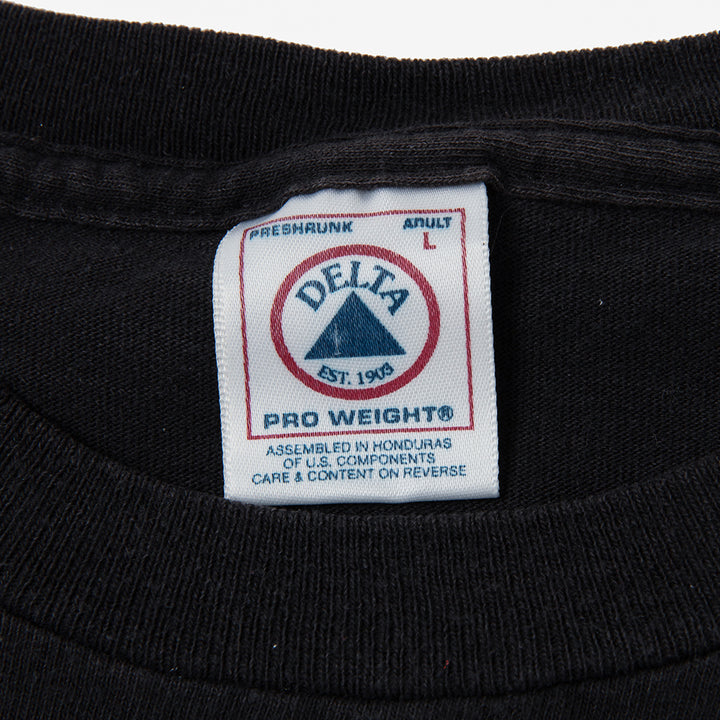 PRESHRUNK ADULT
L
DELTA
EST. 1903
PRO WEIGHT®
ASSEMBLED IN HONDURAS
OF U.S. COMPONENTS
CARE & CONTENT ON REVERSE